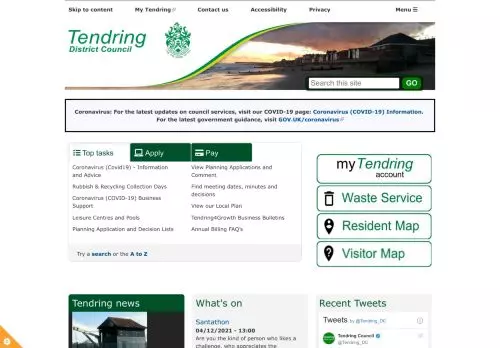 Skip to content
My Tendring
Contact us
Accessibility
Privacy
Menu ☰
Tendring
District Council
Search this site
GO
Coronavirus: For the latest updates on council services, visit our COVID-19 page: Coronavirus (COVID-19) Information.
For the latest government guidance, visit GOV.UK/coronavirus
Top tasks
Apply
Pay
Coronavirus (Covid19) - Information and Advice
Rubbish & Recycling Collection Days
Coronavirus (COVID-19) Business Support
Leisure Centres and Pools
Planning Application and Decision Lists
View Planning Applications and Comment
Find meeting dates, minutes and decisions
View our Local Plan
Tendring4Growth Business Bulletins
Annual Billing FAQ's
Try a search or the A to Z
my Tendring
account
Waste Service
Resident Map
Visitor Map
Tendring news
What's on
Santathon
04/12/2021 - 13:00
Are you the kind of person who likes a challenge, who appreciates the
Recent Tweets
Tweets by @Tendring_DC
Tendring Council
@Tendring_DC